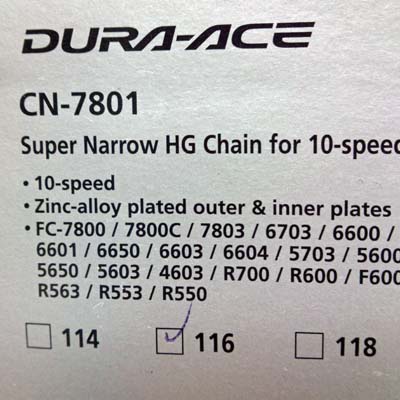 DURA-ACE
CN-7801
Super Narrow HG Chain for 10-speed
• 10-speed
• Zinc-alloy plated outer & inner plates
• FC-7800 / 7800C / 7803 / 6703 / 6600 /
6601 / 6650 / 6603 / 6604 / 5703 / 5600
5650 / 5603 / 4603 / R700 / R600 / F600
R563 / R553 / R550
114 116 118